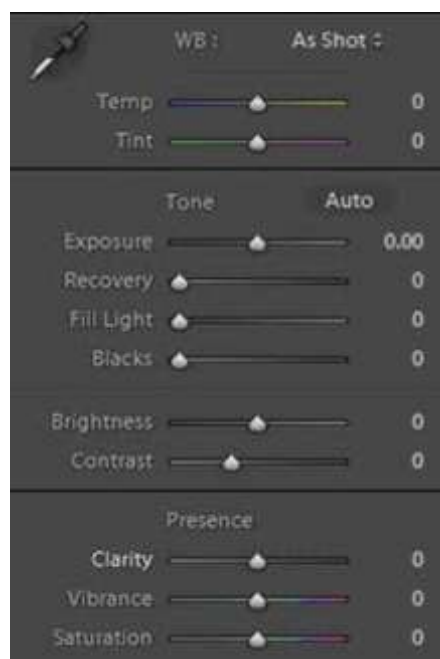 WB : As Shot
Temp 0
Tint 0
Tone Auto
Exposure 0.00
Recovery 0
Fill Light 0
Blacks 0
Brightness 0
Contrast 0
Presence
Clarity 0
Vibrance 0
Saturation 0